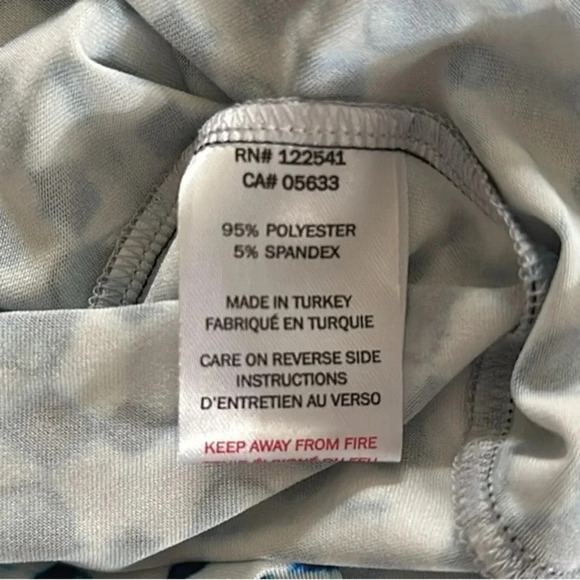 RN# 122541
CA# 05633
95% POLYESTER
5% SPANDEX
MADE IN TURKEY
FABRIQUÉ EN TURQUIE
CARE ON REVERSE SIDE
INSTRUCTIONS
D'ENTRETIEN AU VERSO
KEEP AWAY FROM FIRE